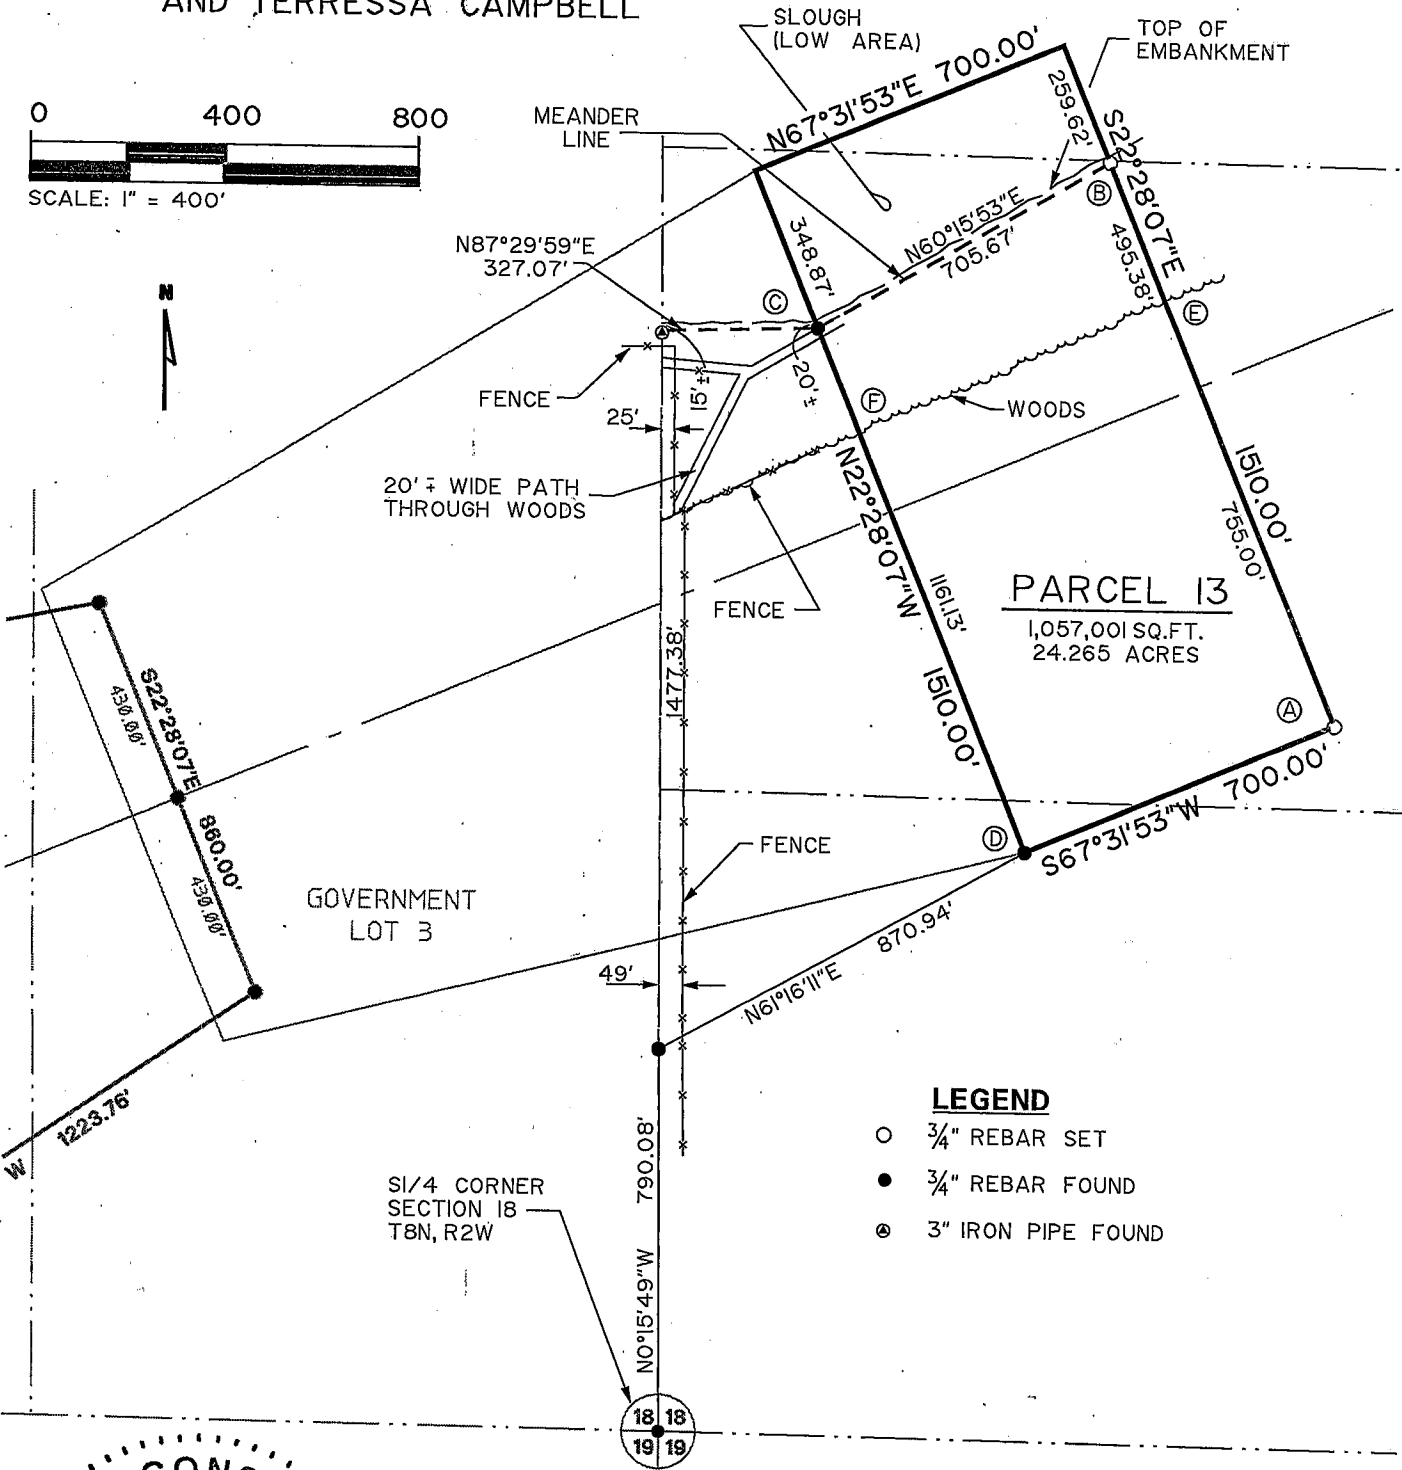 AND TERRESSA CAMPBELL
SLOUGH
(LOW AREA)
TOP OF
EMBANKMENT
0 400 800
SCALE: 1" = 400'
MEANDER
LINE
N67°31'53"E 700.00'
259.62'
S22°28'07"E
B
N87°29'59"E
327.07'
348.87'
N60°15'53"E
705.67'
495.38'
N
C
E
FENCE
15'±
20'±
F
WOODS
25'
20'∓ WIDE PATH
THROUGH WOODS
N22°28'07"W
1510.00'
755.00'
FENCE
1161.13'
PARCEL 13
1,057,001 SQ.FT.
24.265 ACRES
1477.38'
S22°28'07"E
430.00'
1510.00'
A
860.00'
430.00'
S67°31'53"W 700.00'
D
FENCE
GOVERNMENT
LOT 3
870.94'
49'
N61°16'11"E
1223.76'
W
LEGEND
3/4" REBAR SET
3/4" REBAR FOUND
3" IRON PIPE FOUND
790.08'
S1/4 CORNER
SECTION 18
T8N, R2W
N0°15'49"W
18 18
19 19